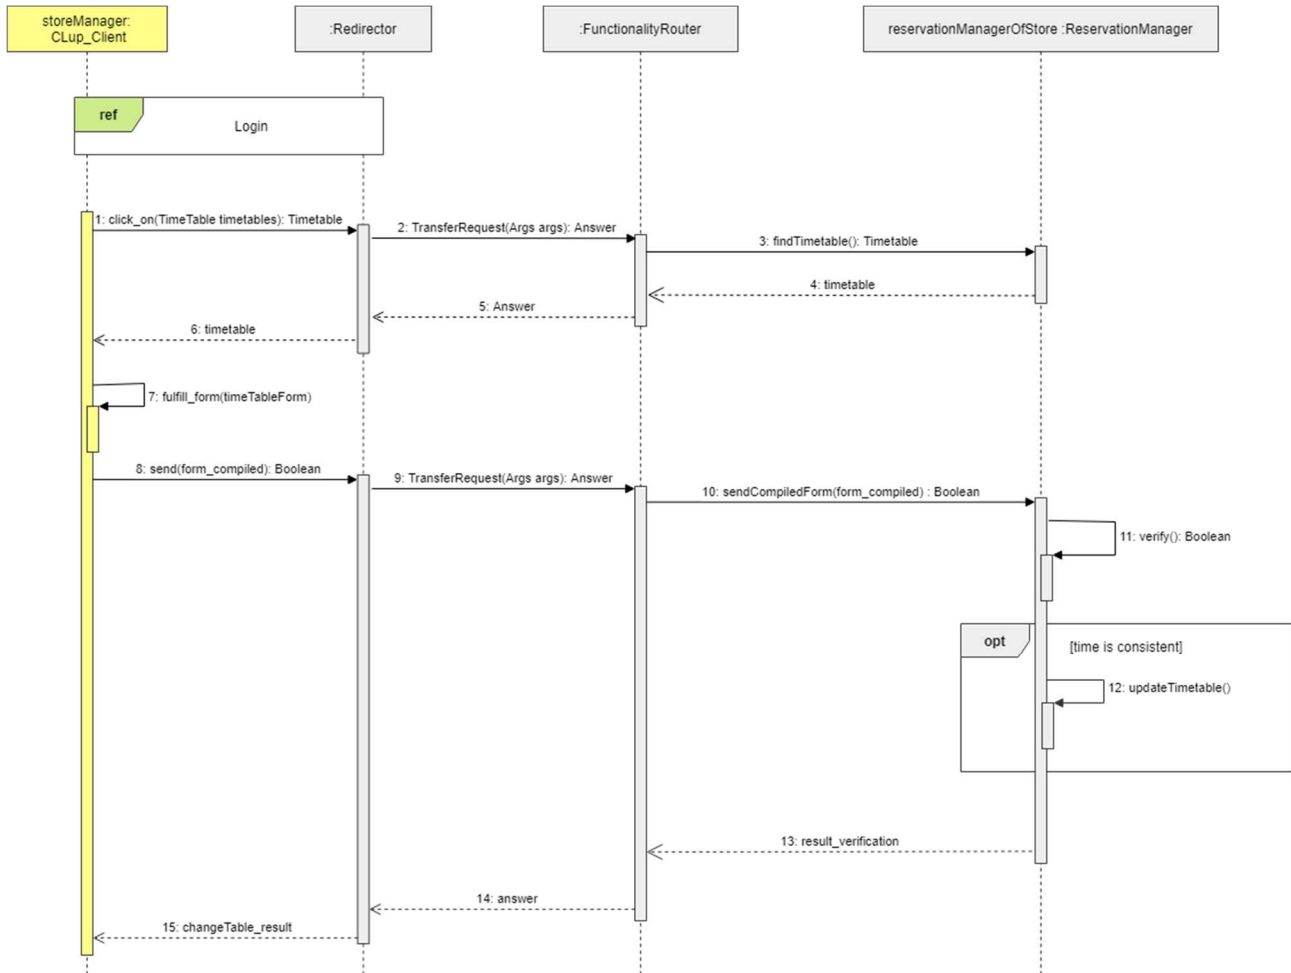 storeManager:
CLup_Client
:Redirector
:FunctionalityRouter
reservationManagerOfStore :ReservationManager
ref
Login
1: click_on(TimeTable timetables): Timetable
2: TransferRequest(Args args): Answer
3: findTimetable(): Timetable
4: timetable
5: Answer
6: timetable
7: fulfill_form(timeTableForm)
8: send(form_compiled): Boolean
9: TransferRequest(Args args): Answer
10: sendCompiledForm(form_compiled) : Boolean
11: verify(): Boolean
opt
[time is consistent]
12: updateTimetable()
13: result_verification
14: answer
15: changeTable_result